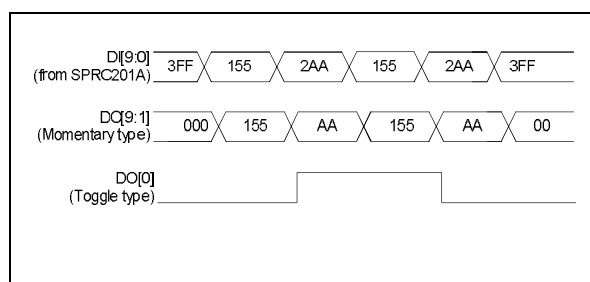 DI[9:0]
(from SPRC201A)
3FF 155 2AA 155 2AA 3FF
DO[9:1]
(Momentary type)
000 155 AA 155 AA 00
DO[0]
(Toggle type)